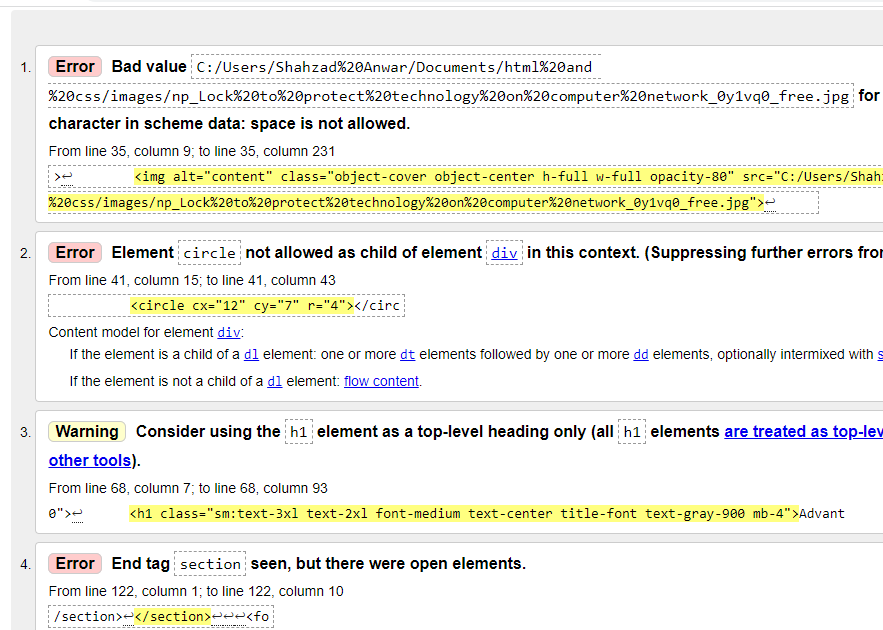 1. Error Bad value C:/Users/Shahzad%20Anwar/Documents/html%20and
%20css/images/np_Lock%20to%20protect%20technology%20on%20computer%20network_0y1vq0_free.jpg for
character in scheme data: space is not allowed.
From line 35, column 9; to line 35, column 231
>↩ <img alt="content" class="object-cover object-center h-full w-full opacity-80" src="C:/Users/Shah
%20css/images/np_Lock%20to%20protect%20technology%20on%20computer%20network_0y1vq0_free.jpg">↩
2. Error Element circle not allowed as child of element div in this context. (Suppressing further errors from
From line 41, column 15; to line 41, column 43
<circle cx="12" cy="7" r="4"></circ
Content model for element div:
If the element is a child of a dl element: one or more dt elements followed by one or more dd elements, optionally intermixed with s
If the element is not a child of a dl element: flow content.
3. Warning Consider using the h1 element as a top-level heading only (all h1 elements are treated as top-lev
other tools).
From line 68, column 7; to line 68, column 93
0">↩ <h1 class="sm:text-3xl text-2xl font-medium text-center title-font text-gray-900 mb-4">Advant
4. Error End tag section seen, but there were open elements.
From line 122, column 1; to line 122, column 10
/section>↩</section>↩↩↩<fo